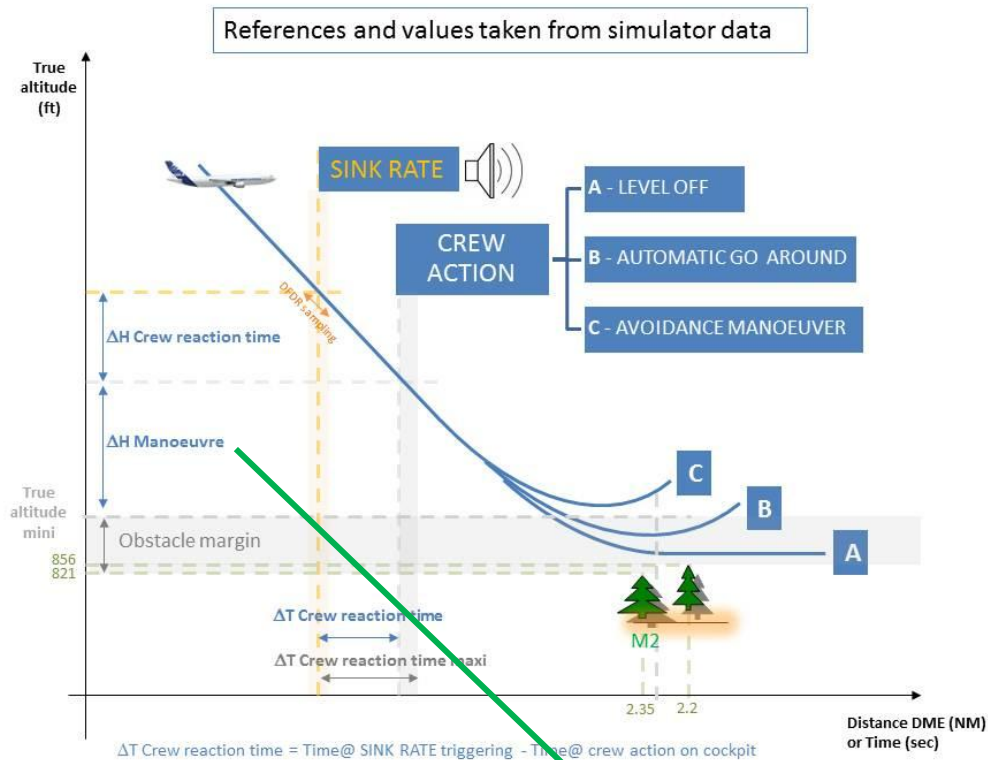 References and values taken from simulator data
True
altitude
(ft)
SINK RATE
CREW
ACTION
A - LEVEL OFF
B - AUTOMATIC GO AROUND
C - AVOIDANCE MANOEUVER
DFDR sampling
ΔH Crew reaction time
ΔH Manoeuvre
True
altitude
mini
Obstacle margin
856
821
C
B
A
ΔT Crew reaction time
ΔT Crew reaction time maxi
M2
2.35
2.2
Distance DME (NM)
or Time (sec)
ΔT Crew reaction time = Time@ SINK RATE triggering - Time@ crew action on cockpit